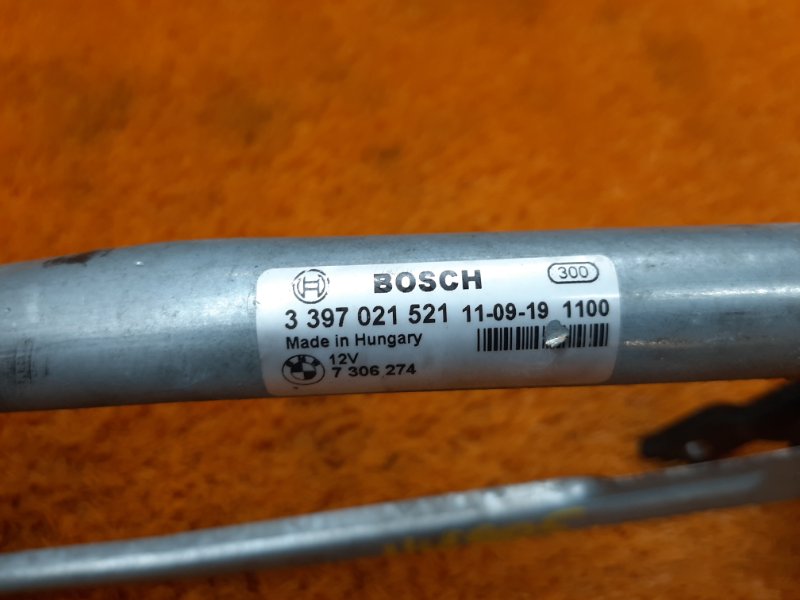 BOSCH 300
3 397 021 521 11-09-19 1100
Made in Hungary
12V
7 306 274